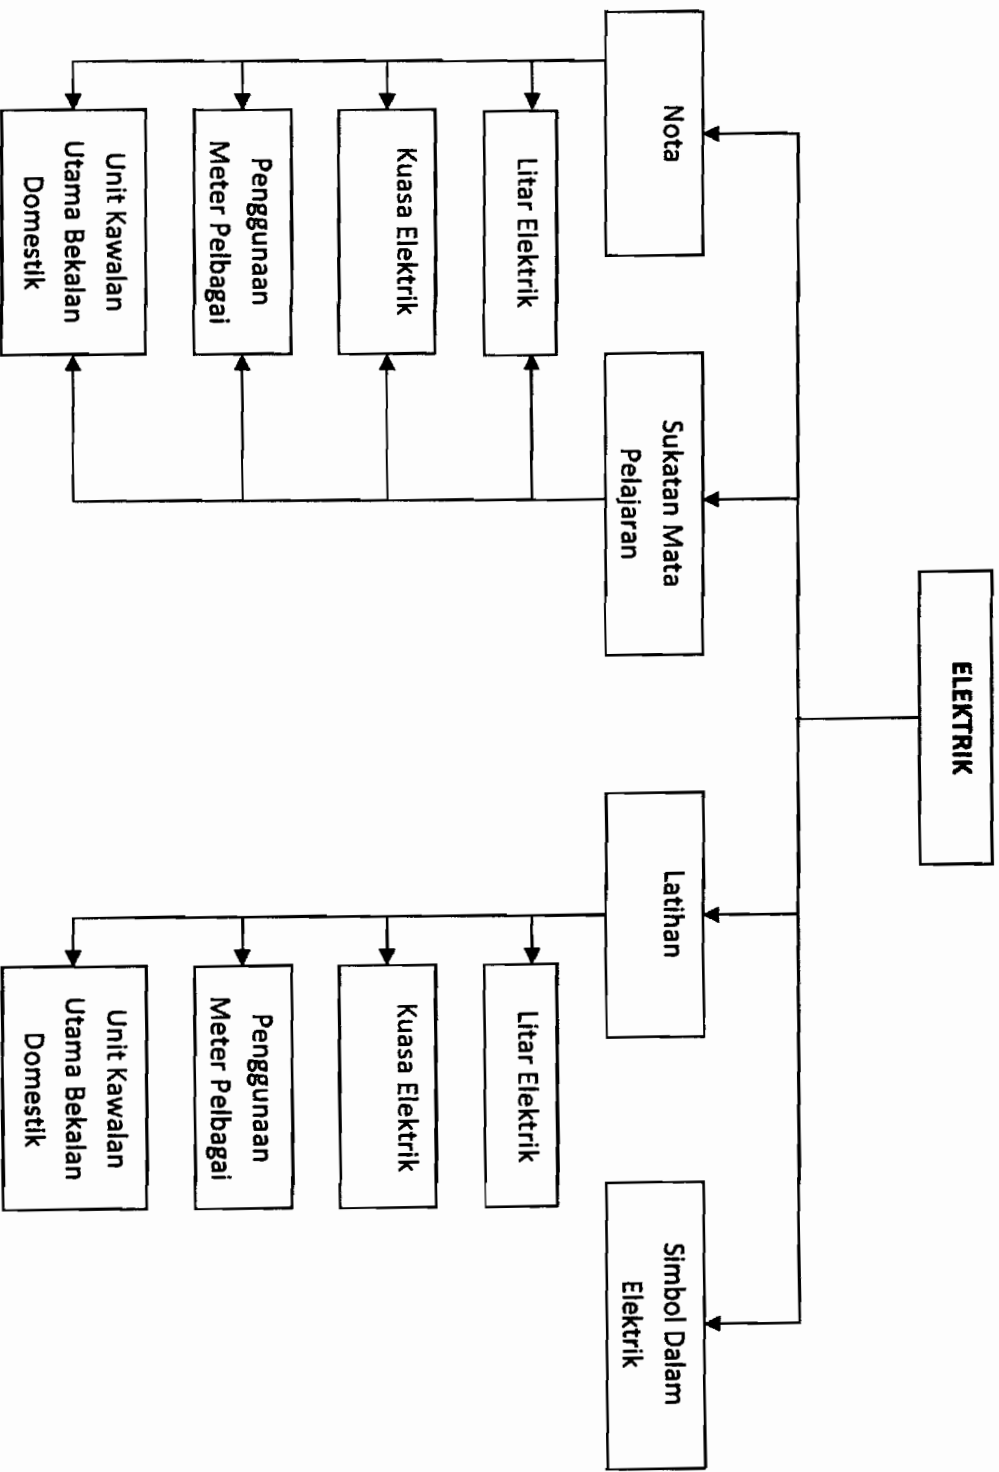 ELEKTRIK
Nota
Sukatan Mata
Pelajaran
Latihan
Simbol Dalam
Elektrik
Litar Elektrik
Kuasa Elektrik
Penggunaan
Meter Pelbagai
Unit Kawalan
Utama Bekalan
Domestik
Litar Elektrik
Kuasa Elektrik
Penggunaan
Meter Pelbagai
Unit Kawalan
Utama Bekalan
Domestik